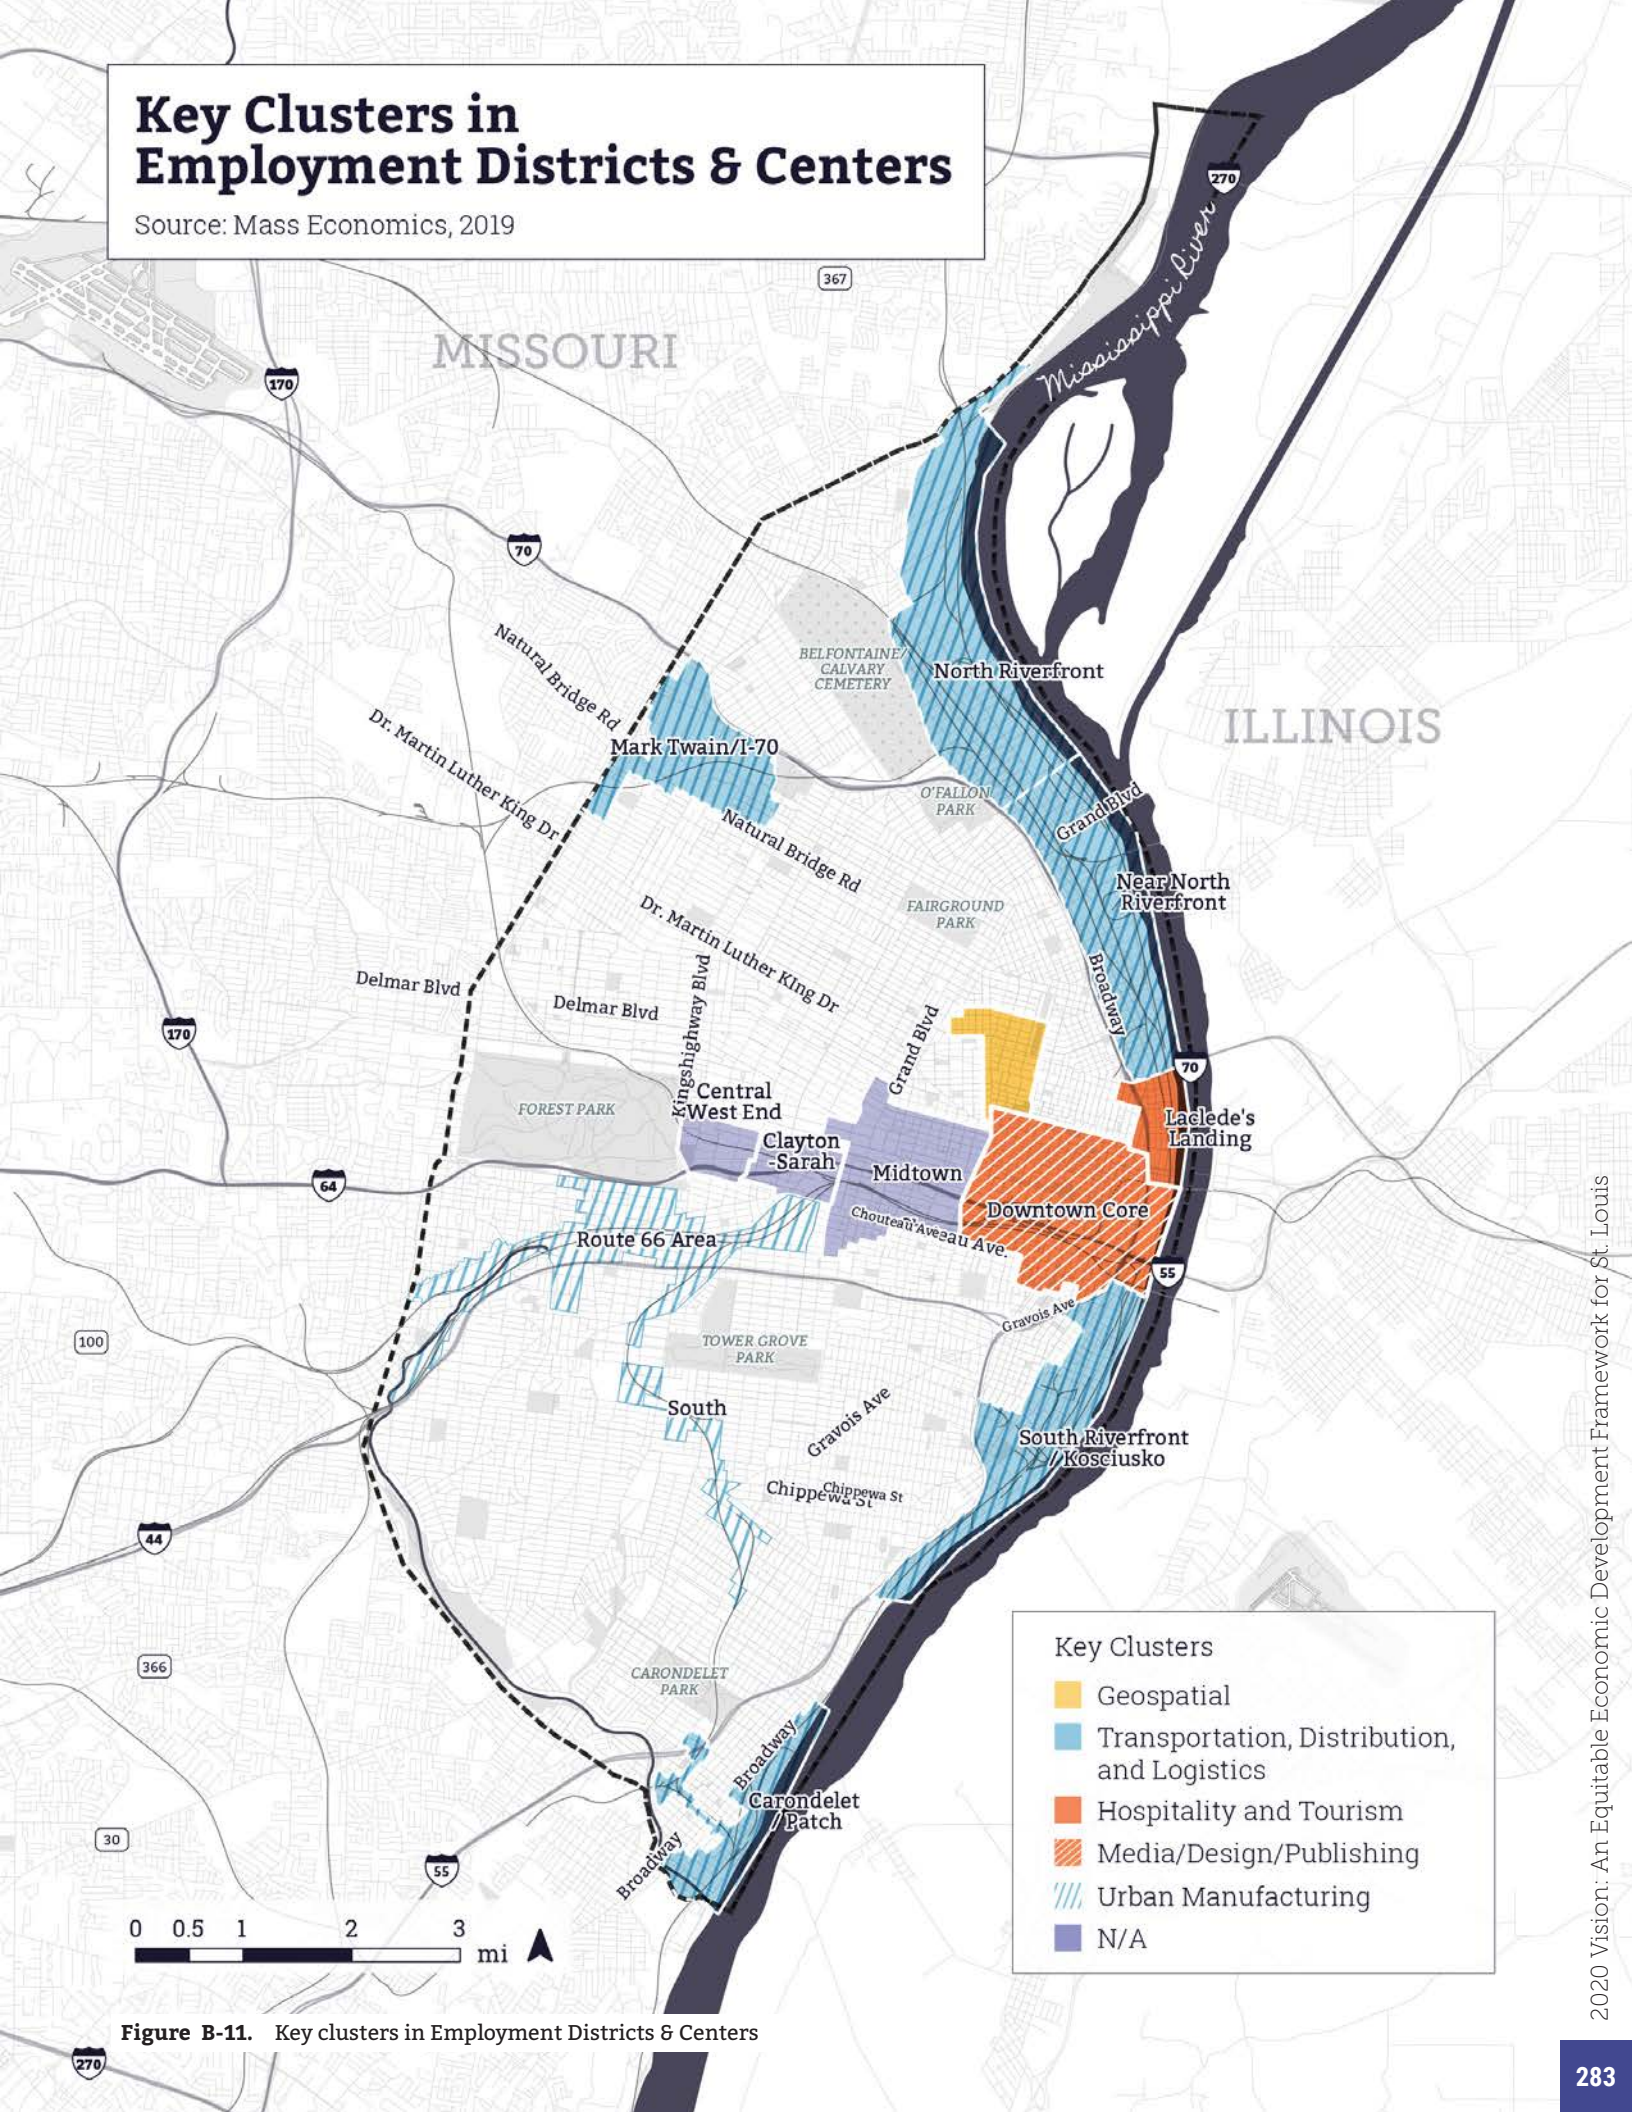 Key Clusters in
Employment Districts & Centers
Source: Mass Economics, 2019
270
Mississippi River
367
MISSOURI
170
70
Natural Bridge Rd
BELFONTAINE/
CALVARY
CEMETERY
North Riverfront
ILLINOIS
Dr. Martin Luther King Dr
Mark Twain/I-70
O'FALLON
PARK
Grand Blvd
Natural Bridge Rd
Near North
Riverfront
FAIRGROUND
PARK
Dr. Martin Luther KIng Dr
Delmar Blvd
Delmar Blvd
Kingshighway Blvd
Broadway
Grand Blvd
170
70
FOREST PARK
Central
West End
Laclede's
Landing
Clayton
-Sarah
Midtown
64
Downtown Core
Chouteau Ave
eau Ave.
Route 66 Area
55
Gravois Ave
100
TOWER GROVE
PARK
South
Gravois Ave
South Riverfront
/ Kosciusko
Chippewa St
Chippewa St
44
366
CARONDELET
PARK
Broadway
Carondelet
/ Patch
Broadway
30
55
Key Clusters
Geospatial
Transportation, Distribution,
and Logistics
Hospitality and Tourism
Media/Design/Publishing
Urban Manufacturing
N/A
0 0.5 1 2 3
mi
Figure B-11. Key clusters in Employment Districts & Centers
270
2020 Vision: An Equitable Economic Development Framework for St. Louis
283